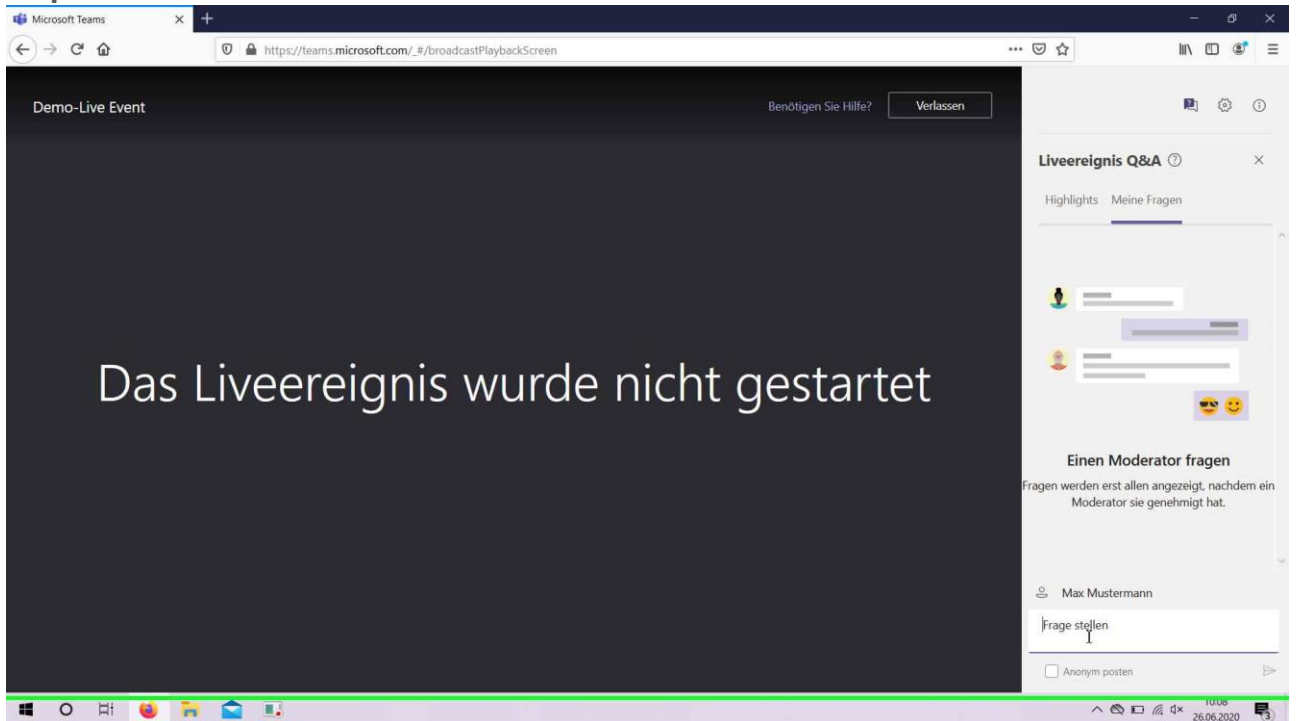 Microsoft Teams
https://teams.microsoft.com/_#/broadcastPlaybackScreen
Demo-Live Event
Benötigen Sie Hilfe?
Verlassen
Das Liveereignis wurde nicht gestartet
Liveereignis Q&A
Highlights Meine Fragen
Einen Moderator fragen
Fragen werden erst allen angezeigt, nachdem ein
Moderator sie genehmigt hat.
Max Mustermann
Frage stellen
Anonym posten
10:08
26.06.2020
3